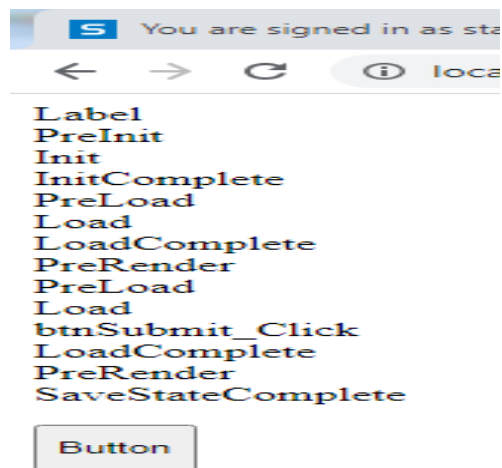 S You are signed in as sta
loca
Label
PreInit
Init
InitComplete
PreLoad
Load
LoadComplete
PreRender
PreLoad
Load
btnSubmit_Click
LoadComplete
PreRender
SaveStateComplete
Button